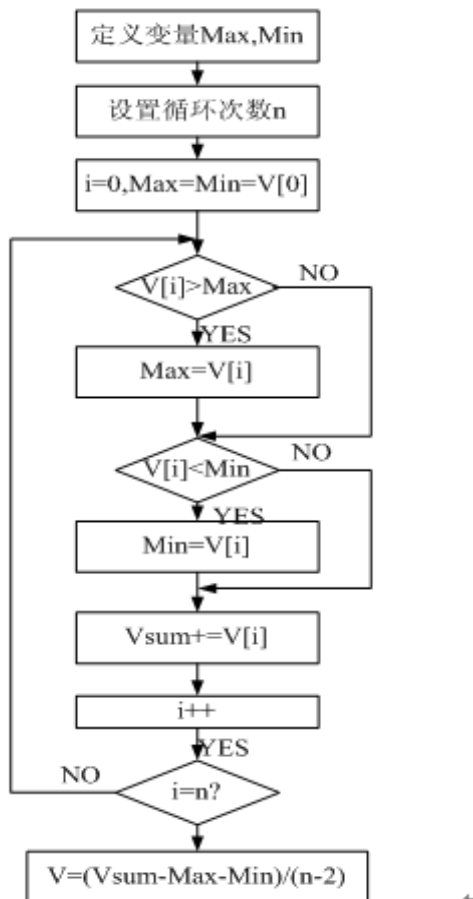 定义变量Max,Min
设置循环次数n
i=0,Max=Min=V[0]
V[i]>Max
NO
YES
Max=V[i]
V[i]<Min
NO
YES
Min=V[i]
Vsum+=V[i]
i++
YES
NO
i=n?
V=(Vsum-Max-Min)/(n-2)